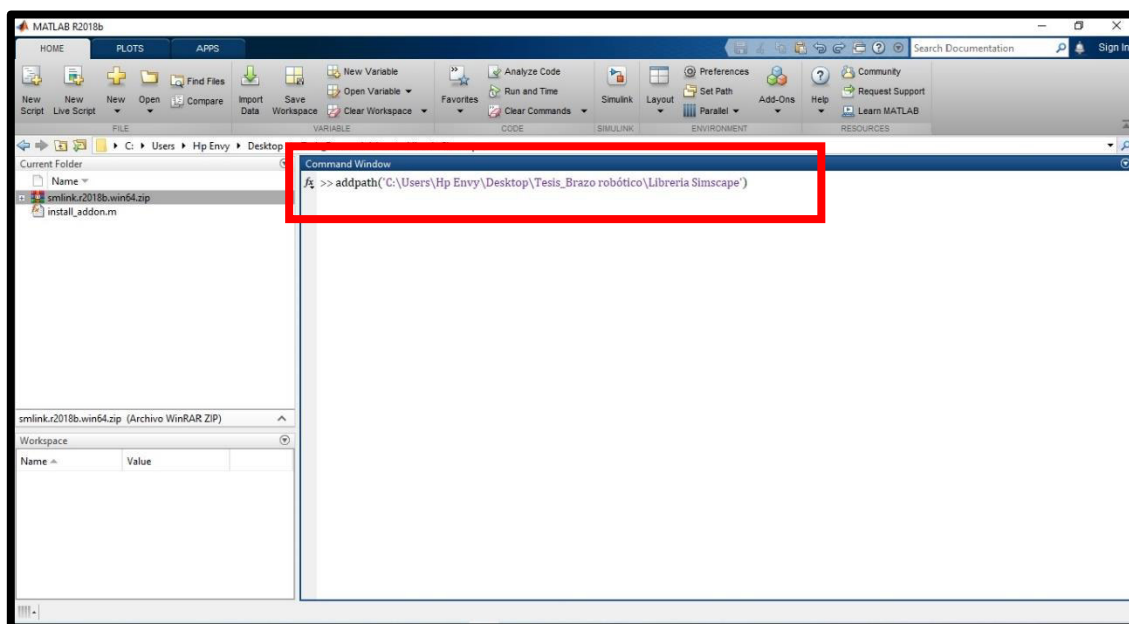 MATLAB R2018b
HOME PLOTS APPS
Search Documentation
Sign In
New Script
New Live Script
New
Open
Find Files
Compare
Import Data
Save Workspace
New Variable
Open Variable
Clear Workspace
Favorites
Analyze Code
Run and Time
Clear Commands
Simulink
Layout
Preferences
Set Path
Parallel
Add-Ons
Help
Community
Request Support
Learn MATLAB
FILE VARIABLE CODE SIMULINK ENVIRONMENT RESOURCES
C: Users Hp Envy Desktop
Current Folder
Name
smlink.r2018b.win64.zip
install_addon.m
Command Window
fx >> addpath('C:\Users\Hp Envy\Desktop\Tesis_Brazo robótico\Libreria Simscape')
smlink.r2018b.win64.zip (Archivo WinRAR ZIP)
Workspace
Name Value